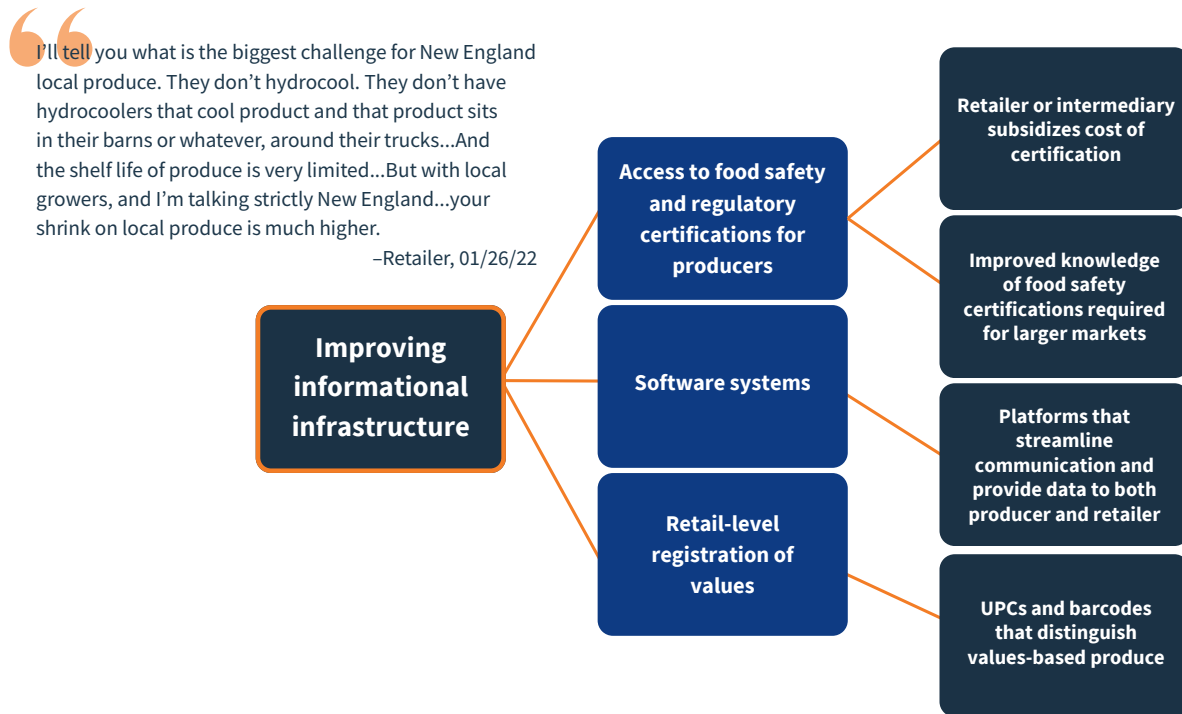 I’ll tell you what is the biggest challenge for New England
local produce. They don’t hydrocool. They don’t have
hydrocoolers that cool product and that product sits
in their barns or whatever, around their trucks...And
the shelf life of produce is very limited...But with local
growers, and I’m talking strictly New England...your
shrink on local produce is much higher.
–Retailer, 01/26/22
Improving
informational
infrastructure
Access to food safety
and regulatory
certifications for
producers
Software systems
Retail-level
registration of
values
Retailer or intermediary
subsidizes cost of
certification
Improved knowledge
of food safety
certifications required
for larger markets
Platforms that
streamline
communication and
provide data to both
producer and retailer
UPCs and barcodes
that distinguish
values-based produce